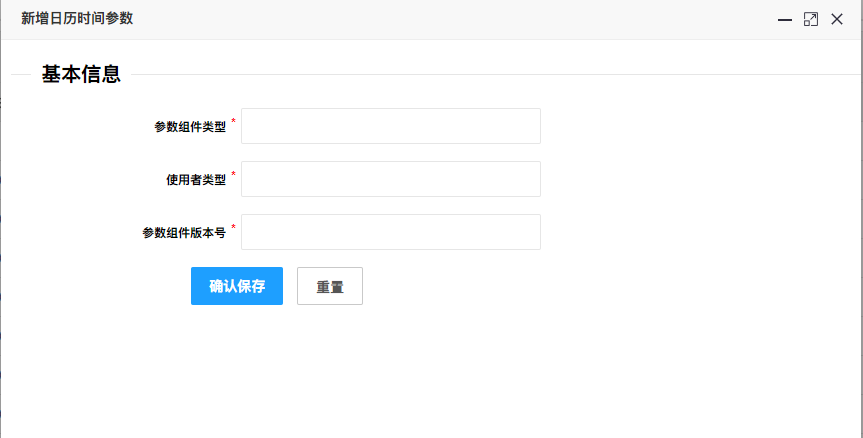 新增日历时间参数
基本信息
参数组件类型 *
使用者类型 *
参数组件版本号 *
确认保存 重置